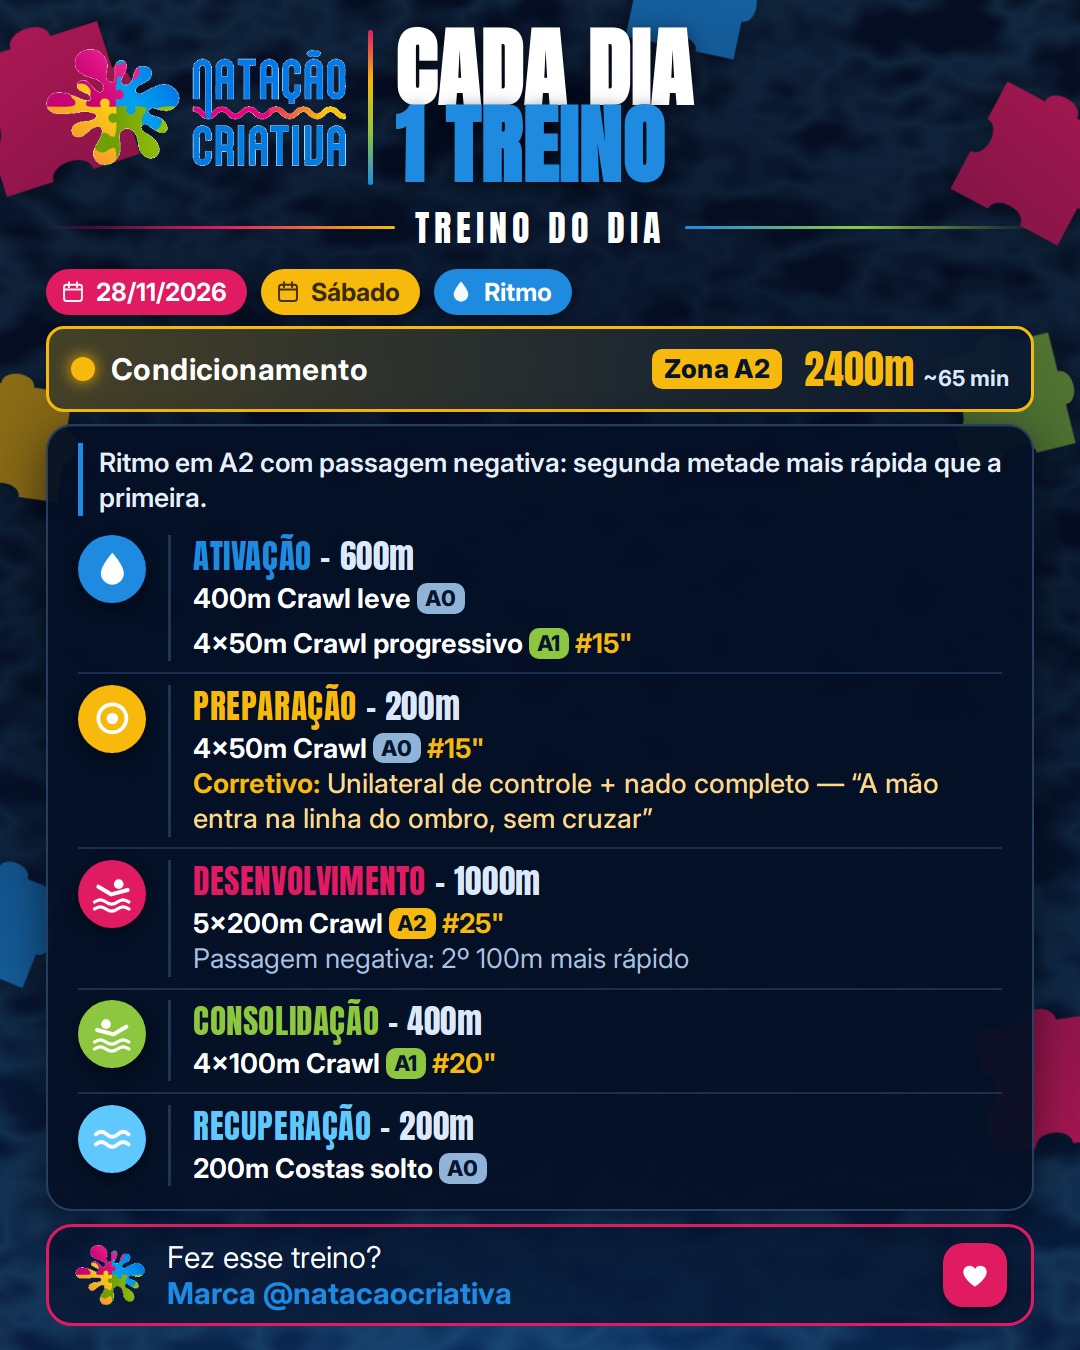 NATAÇÃO
CRIATIVA
CADA DIA
1 TREINO
TREINO DO DIA
28/11/2026
Sábado
Ritmo
Condicionamento
Zona A2
2400m ~65 min
Ritmo em A2 com passagem negativa: segunda metade mais rápida que a
primeira.
ATIVAÇÃO - 600m
400m Crawl leve A0
4×50m Crawl progressivo A1 #15"
PREPARAÇÃO - 200m
4×50m Crawl A0 #15"
Corretivo: Unilateral de controle + nado completo — “A mão
entra na linha do ombro, sem cruzar”
DESENVOLVIMENTO - 1000m
5×200m Crawl A2 #25"
Passagem negativa: 2º 100m mais rápido
CONSOLIDAÇÃO - 400m
4×100m Crawl A1 #20"
RECUPERAÇÃO - 200m
200m Costas solto A0
Fez esse treino?
Marca @natacaocriativa